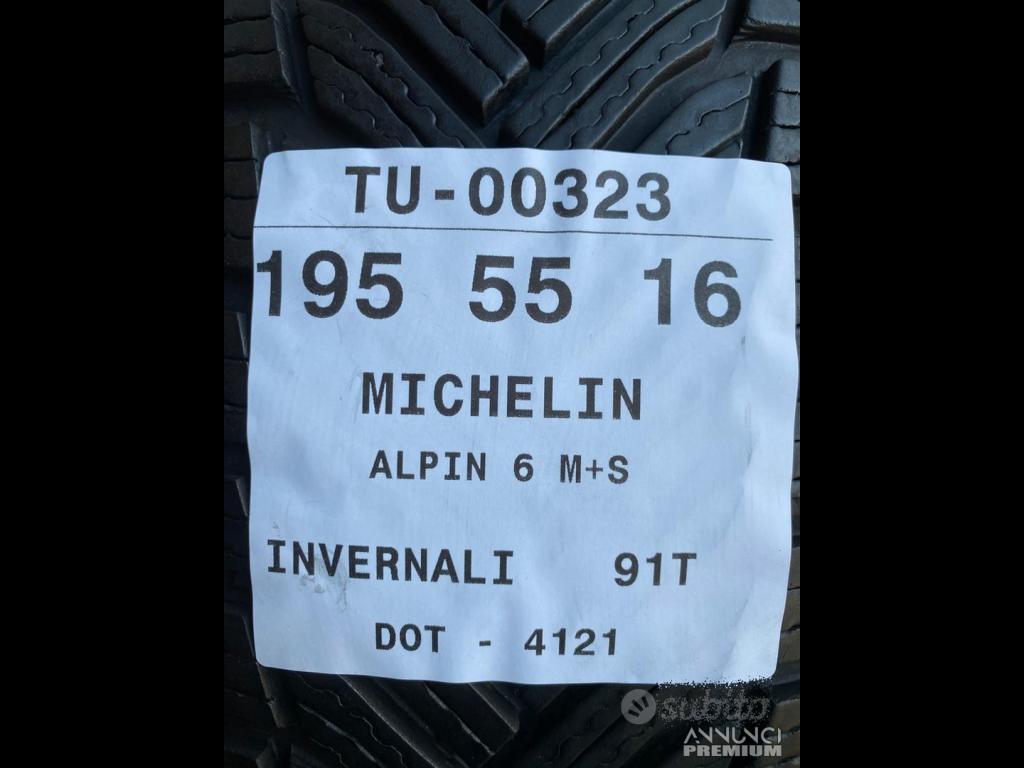 TU-00323
195 55 16
MICHELIN
ALPIN 6 M+S
INVERNALI 91T
DOT - 4121
subito
ANNUNCI
PREMIUM